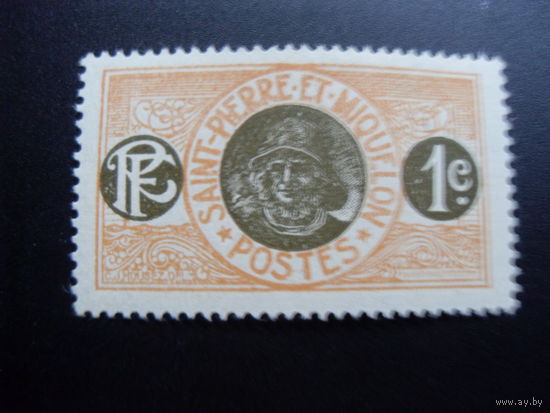 SAINT-PIERRE·ET·MIQUELON
RF
1c.
★ POSTES ★
www.ay.by